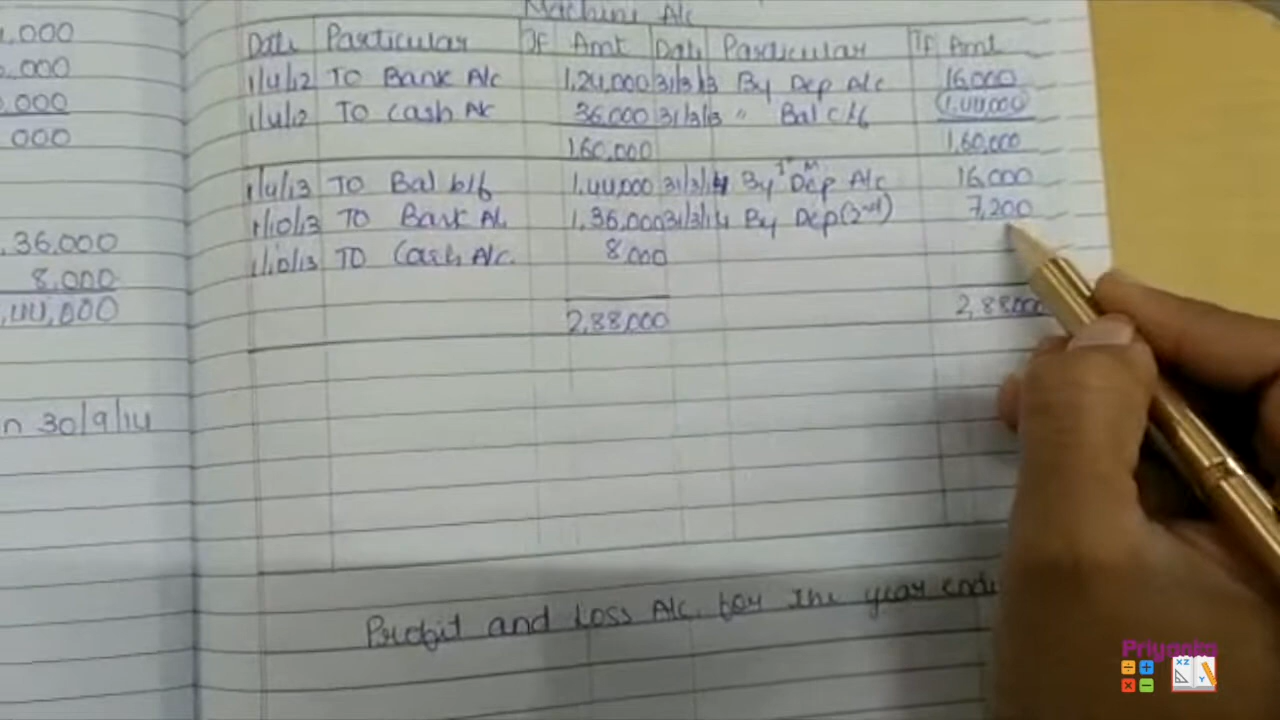 ,000
,000
,000
000
,36,000
8,000
,44,000
n 30/9/14
Machine A/c
Date Particular JF Amt Date Particular JF Amt
1/4/12 TO Bank A/c 1,24,000 31/3/13 By Dep A/c 16,000
1/4/12 TO Cash A/c 36,000 31/3/13 " Bal c/f 1,44,000
160,000 1,60,000
1/4/13 TO Bal b/f 1,44,000 31/3/14 By 1st M Dep A/c 16,000
1/10/13 TO Bank A/c 1,36,000 31/3/14 By Dep (2nd) 7,200
1/10/13 TO Cash A/c. 8,000
2,88,000 2,88,000
Profit and Loss A/c for the year ende
Priyanka